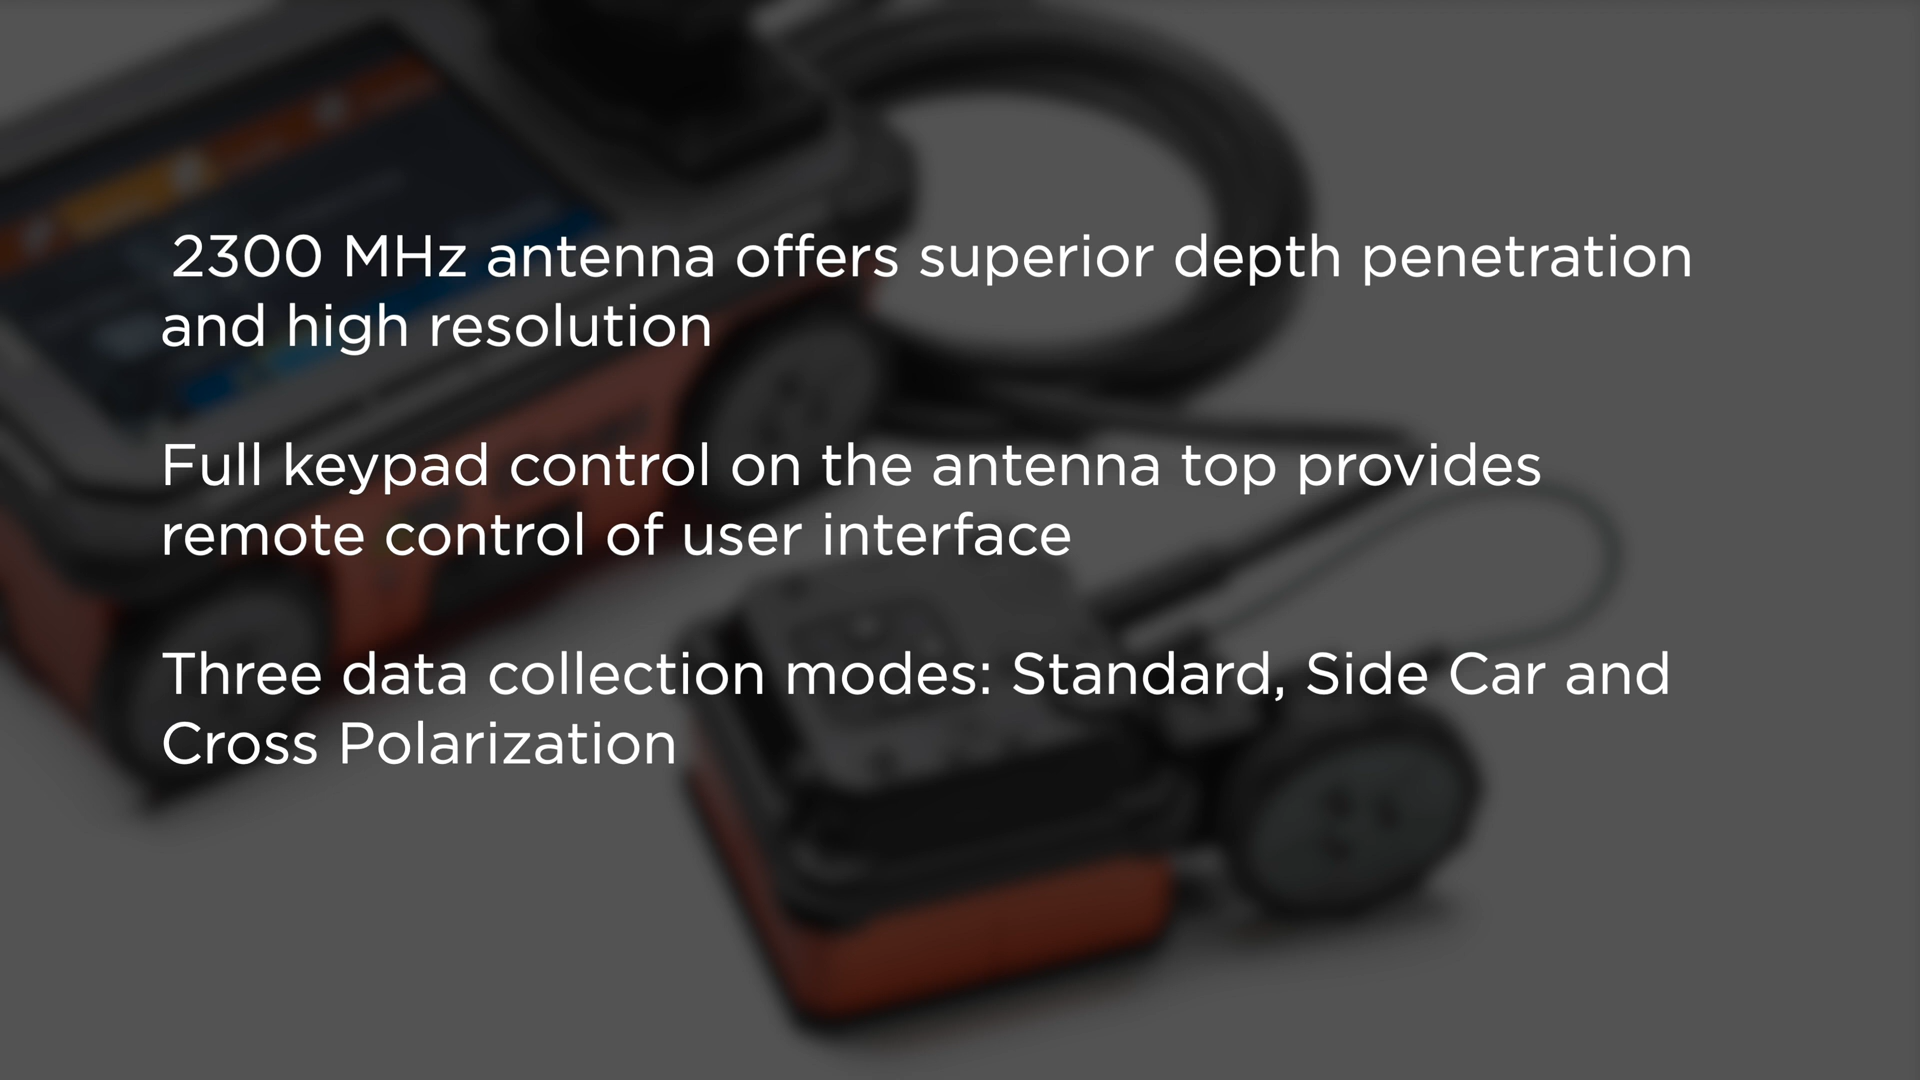 2300 MHz antenna offers superior depth penetration
and high resolution
Full keypad control on the antenna top provides
remote control of user interface
Three data collection modes: Standard, Side Car and
Cross Polarization